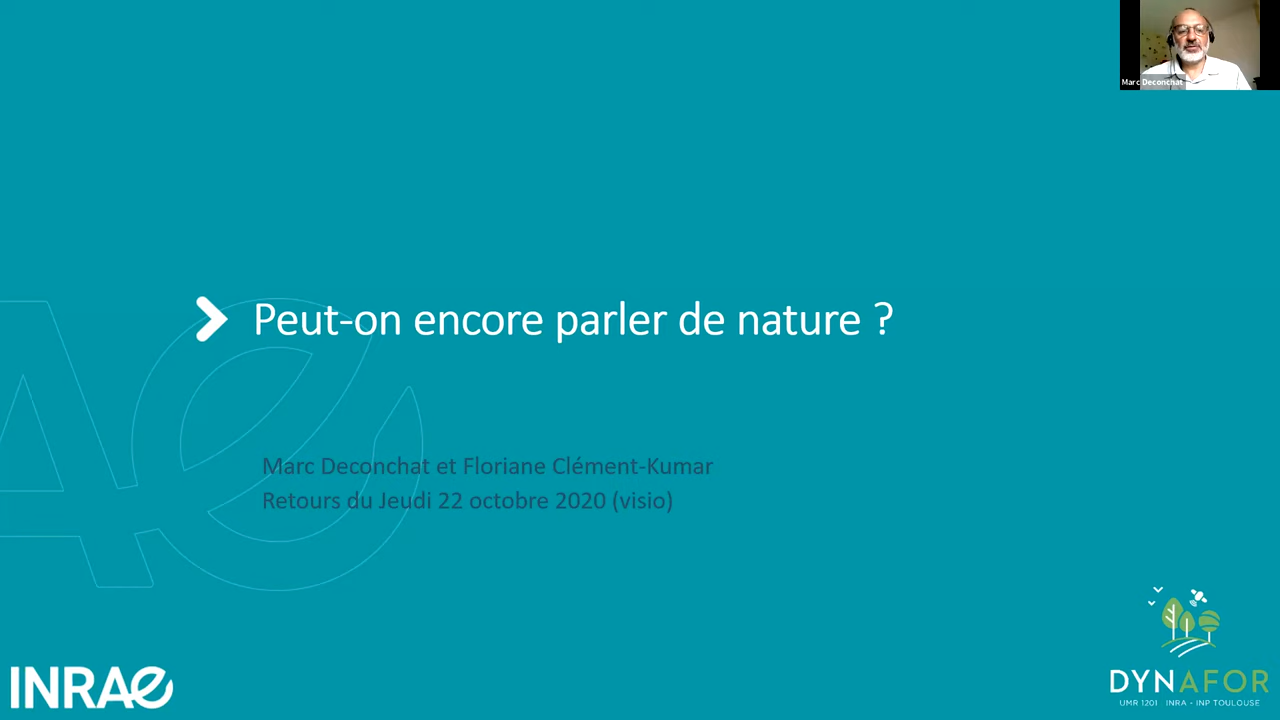 Marc Deconchat
Peut-on encore parler de nature ?
Marc Deconchat et Floriane Clément-Kumar
Retours du Jeudi 22 octobre 2020 (visio)
INRAE
DYNAFOR
UMR 1201 INRA - INP TOULOUSE